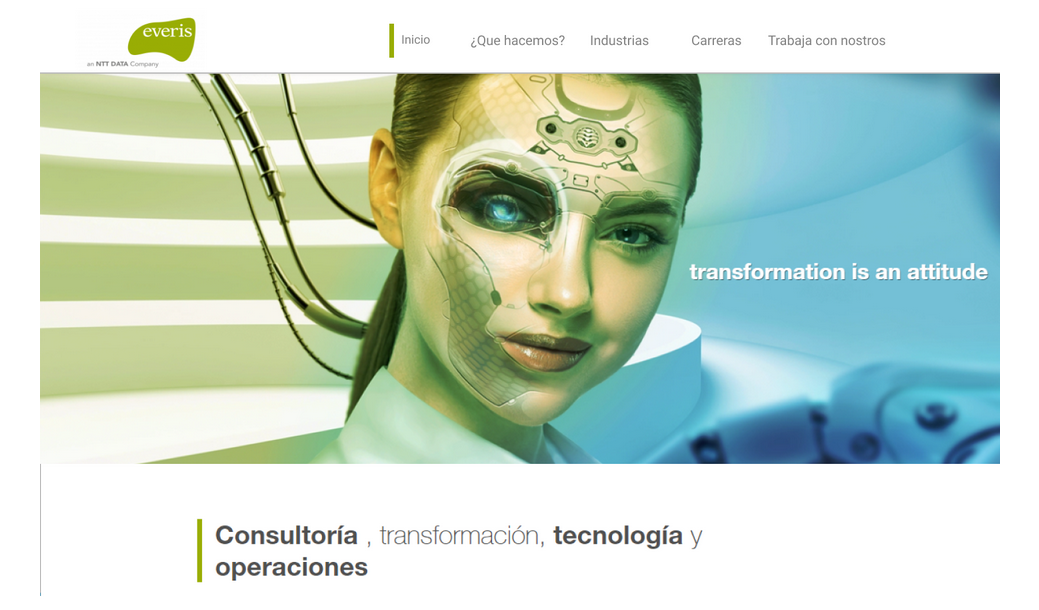 everis
an NTT DATA Company
Inicio
¿Que hacemos?
Industrias
Carreras
Trabaja con nostros
transformation is an attitude
Consultoría , transformación, tecnología y
operaciones